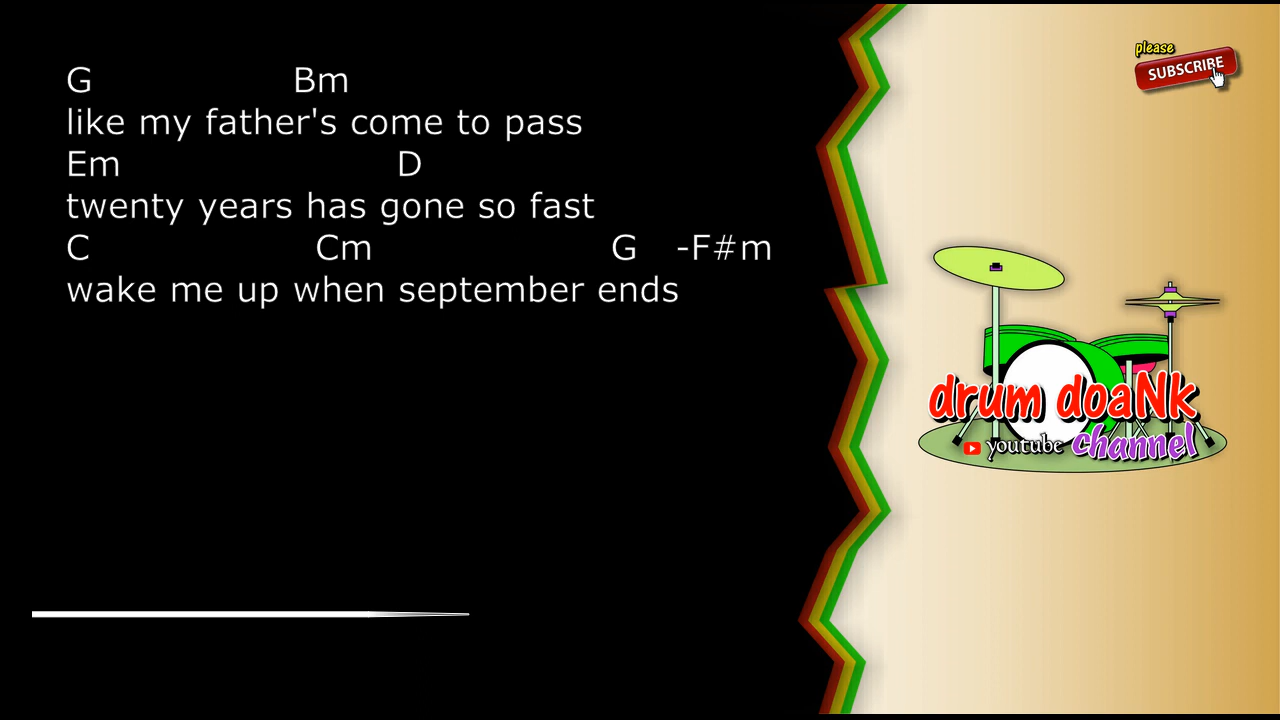 G Bm
like my father's come to pass
Em D
twenty years has gone so fast
C Cm G -F#m
wake me up when september ends
please
SUBSCRIBE
drum doaNk
youtube channel